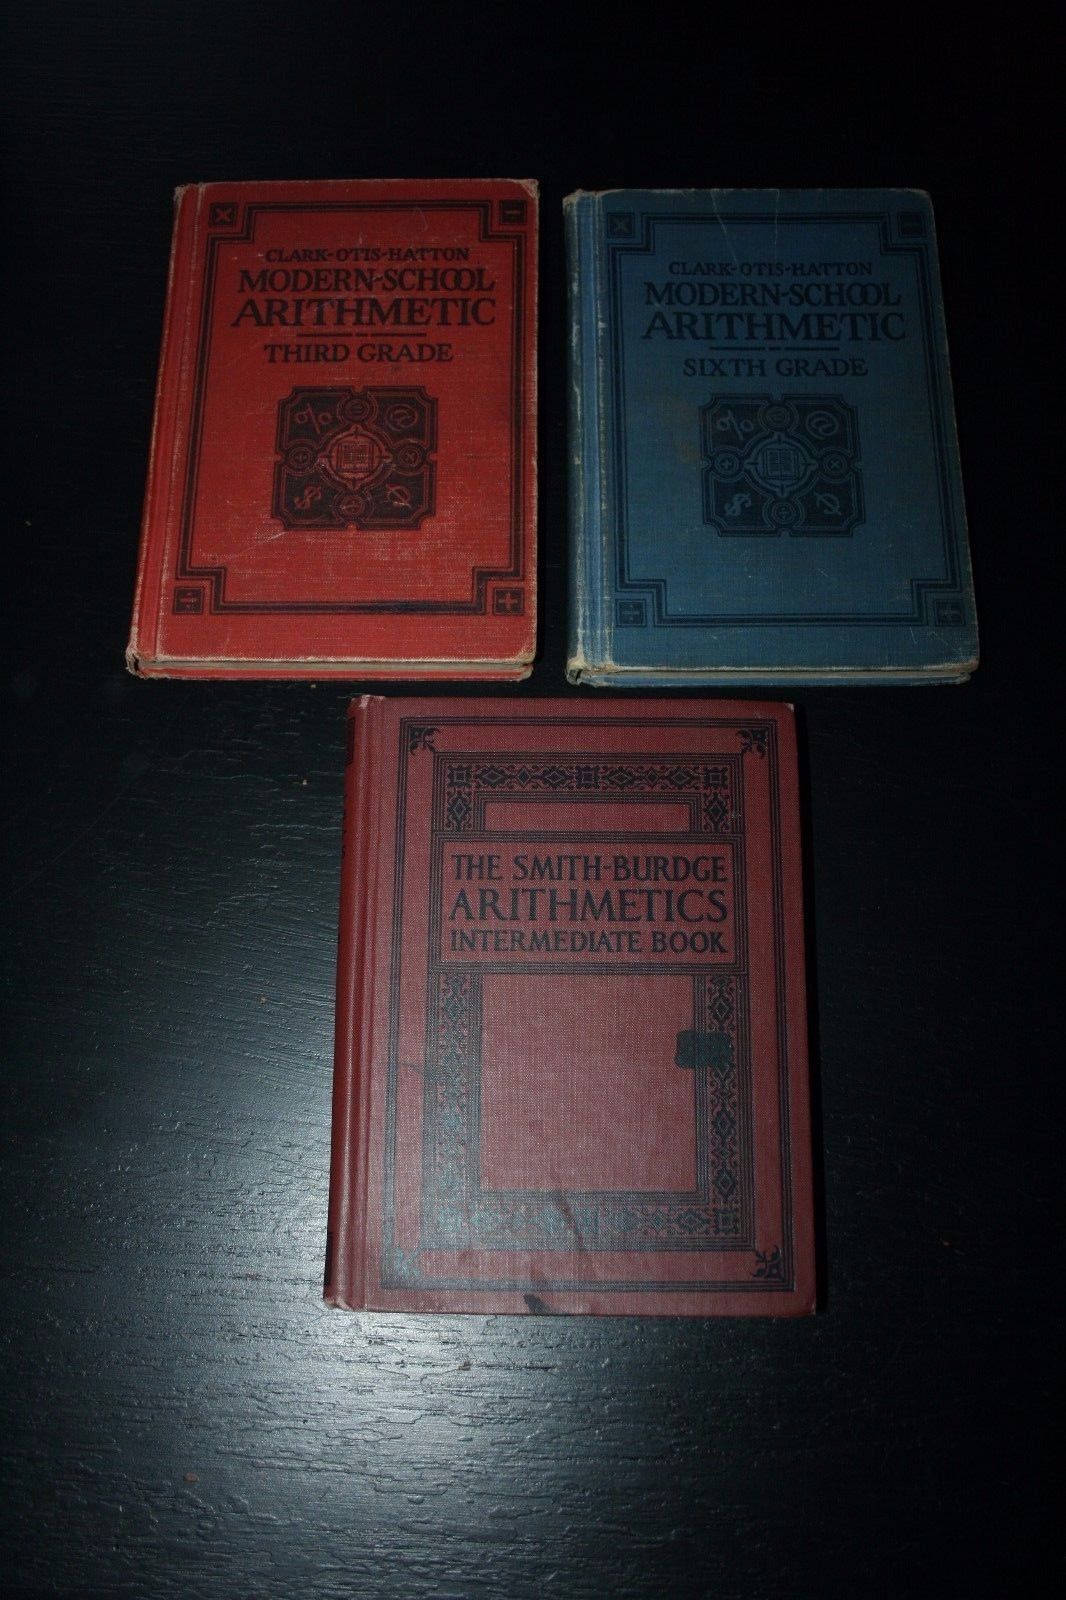 CLARK-OTIS-HATTON
MODERN-SCHOOL
ARITHMETIC
THIRD GRADE
CLARK-OTIS-HATTON
MODERN-SCHOOL
ARITHMETIC
SIXTH GRADE
THE SMITH-BURDGE
ARITHMETICS
INTERMEDIATE BOOK